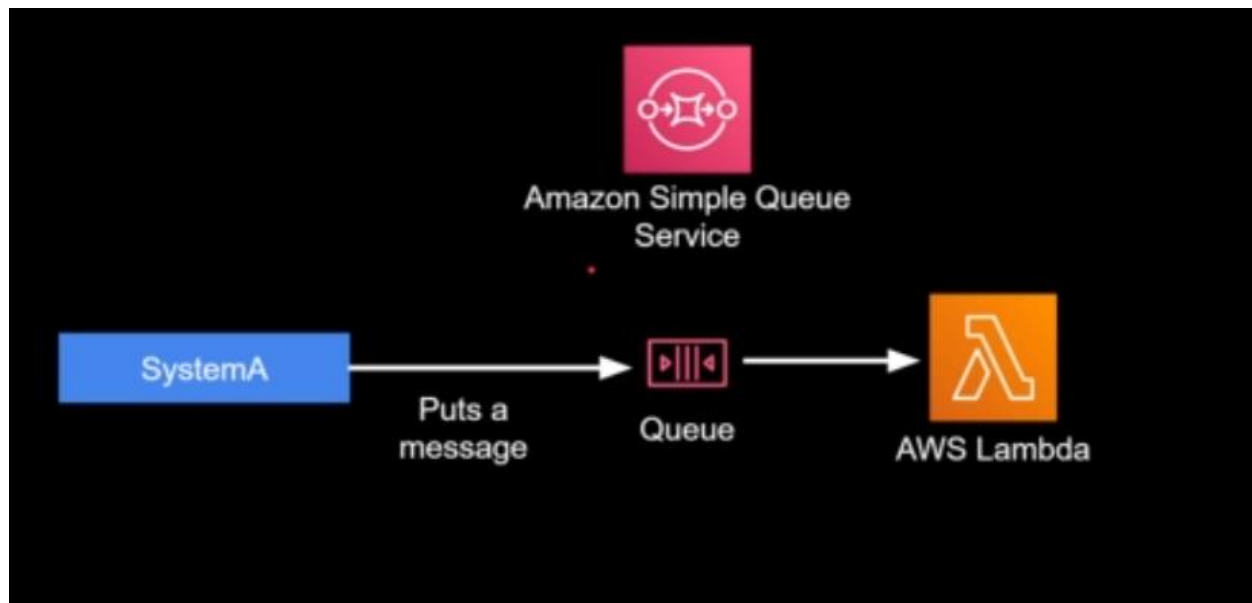 Amazon Simple Queue
Service
SystemA
Puts a
message
Queue
AWS Lambda